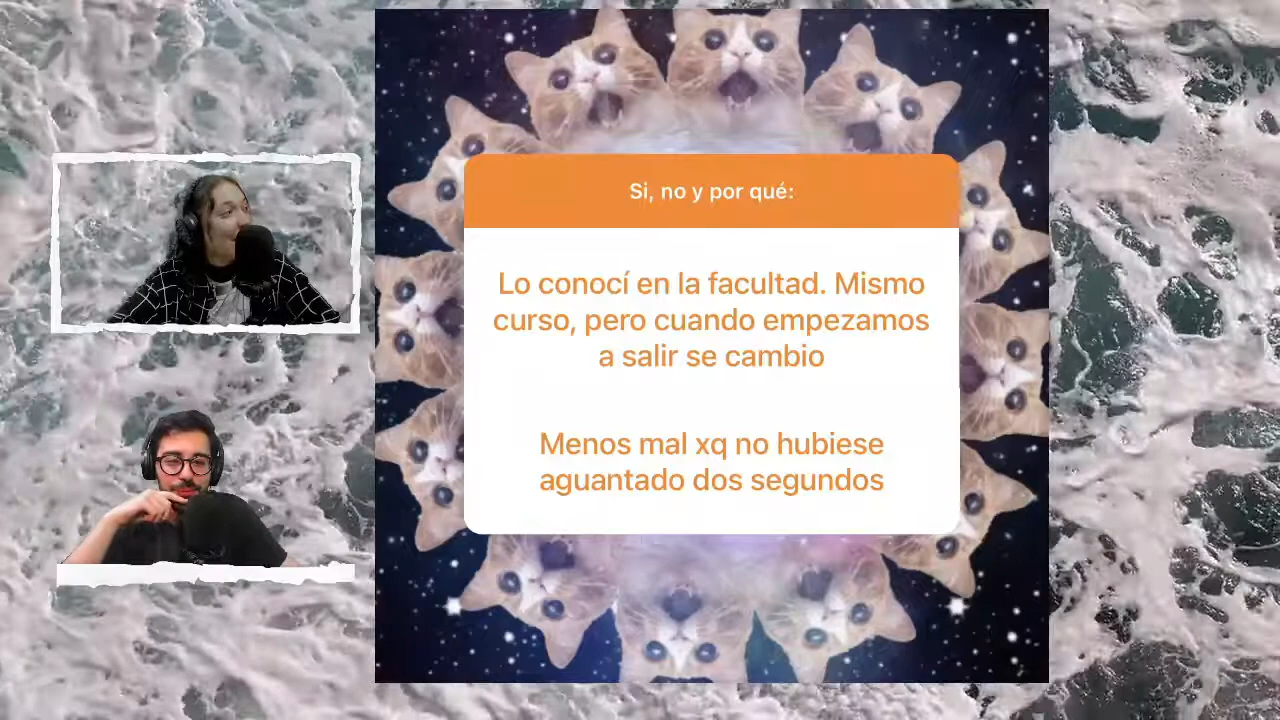 Si, no y por qué:
Lo conocí en la facultad. Mismo
curso, pero cuando empezamos
a salir se cambio
Menos mal xq no hubiese
aguantado dos segundos